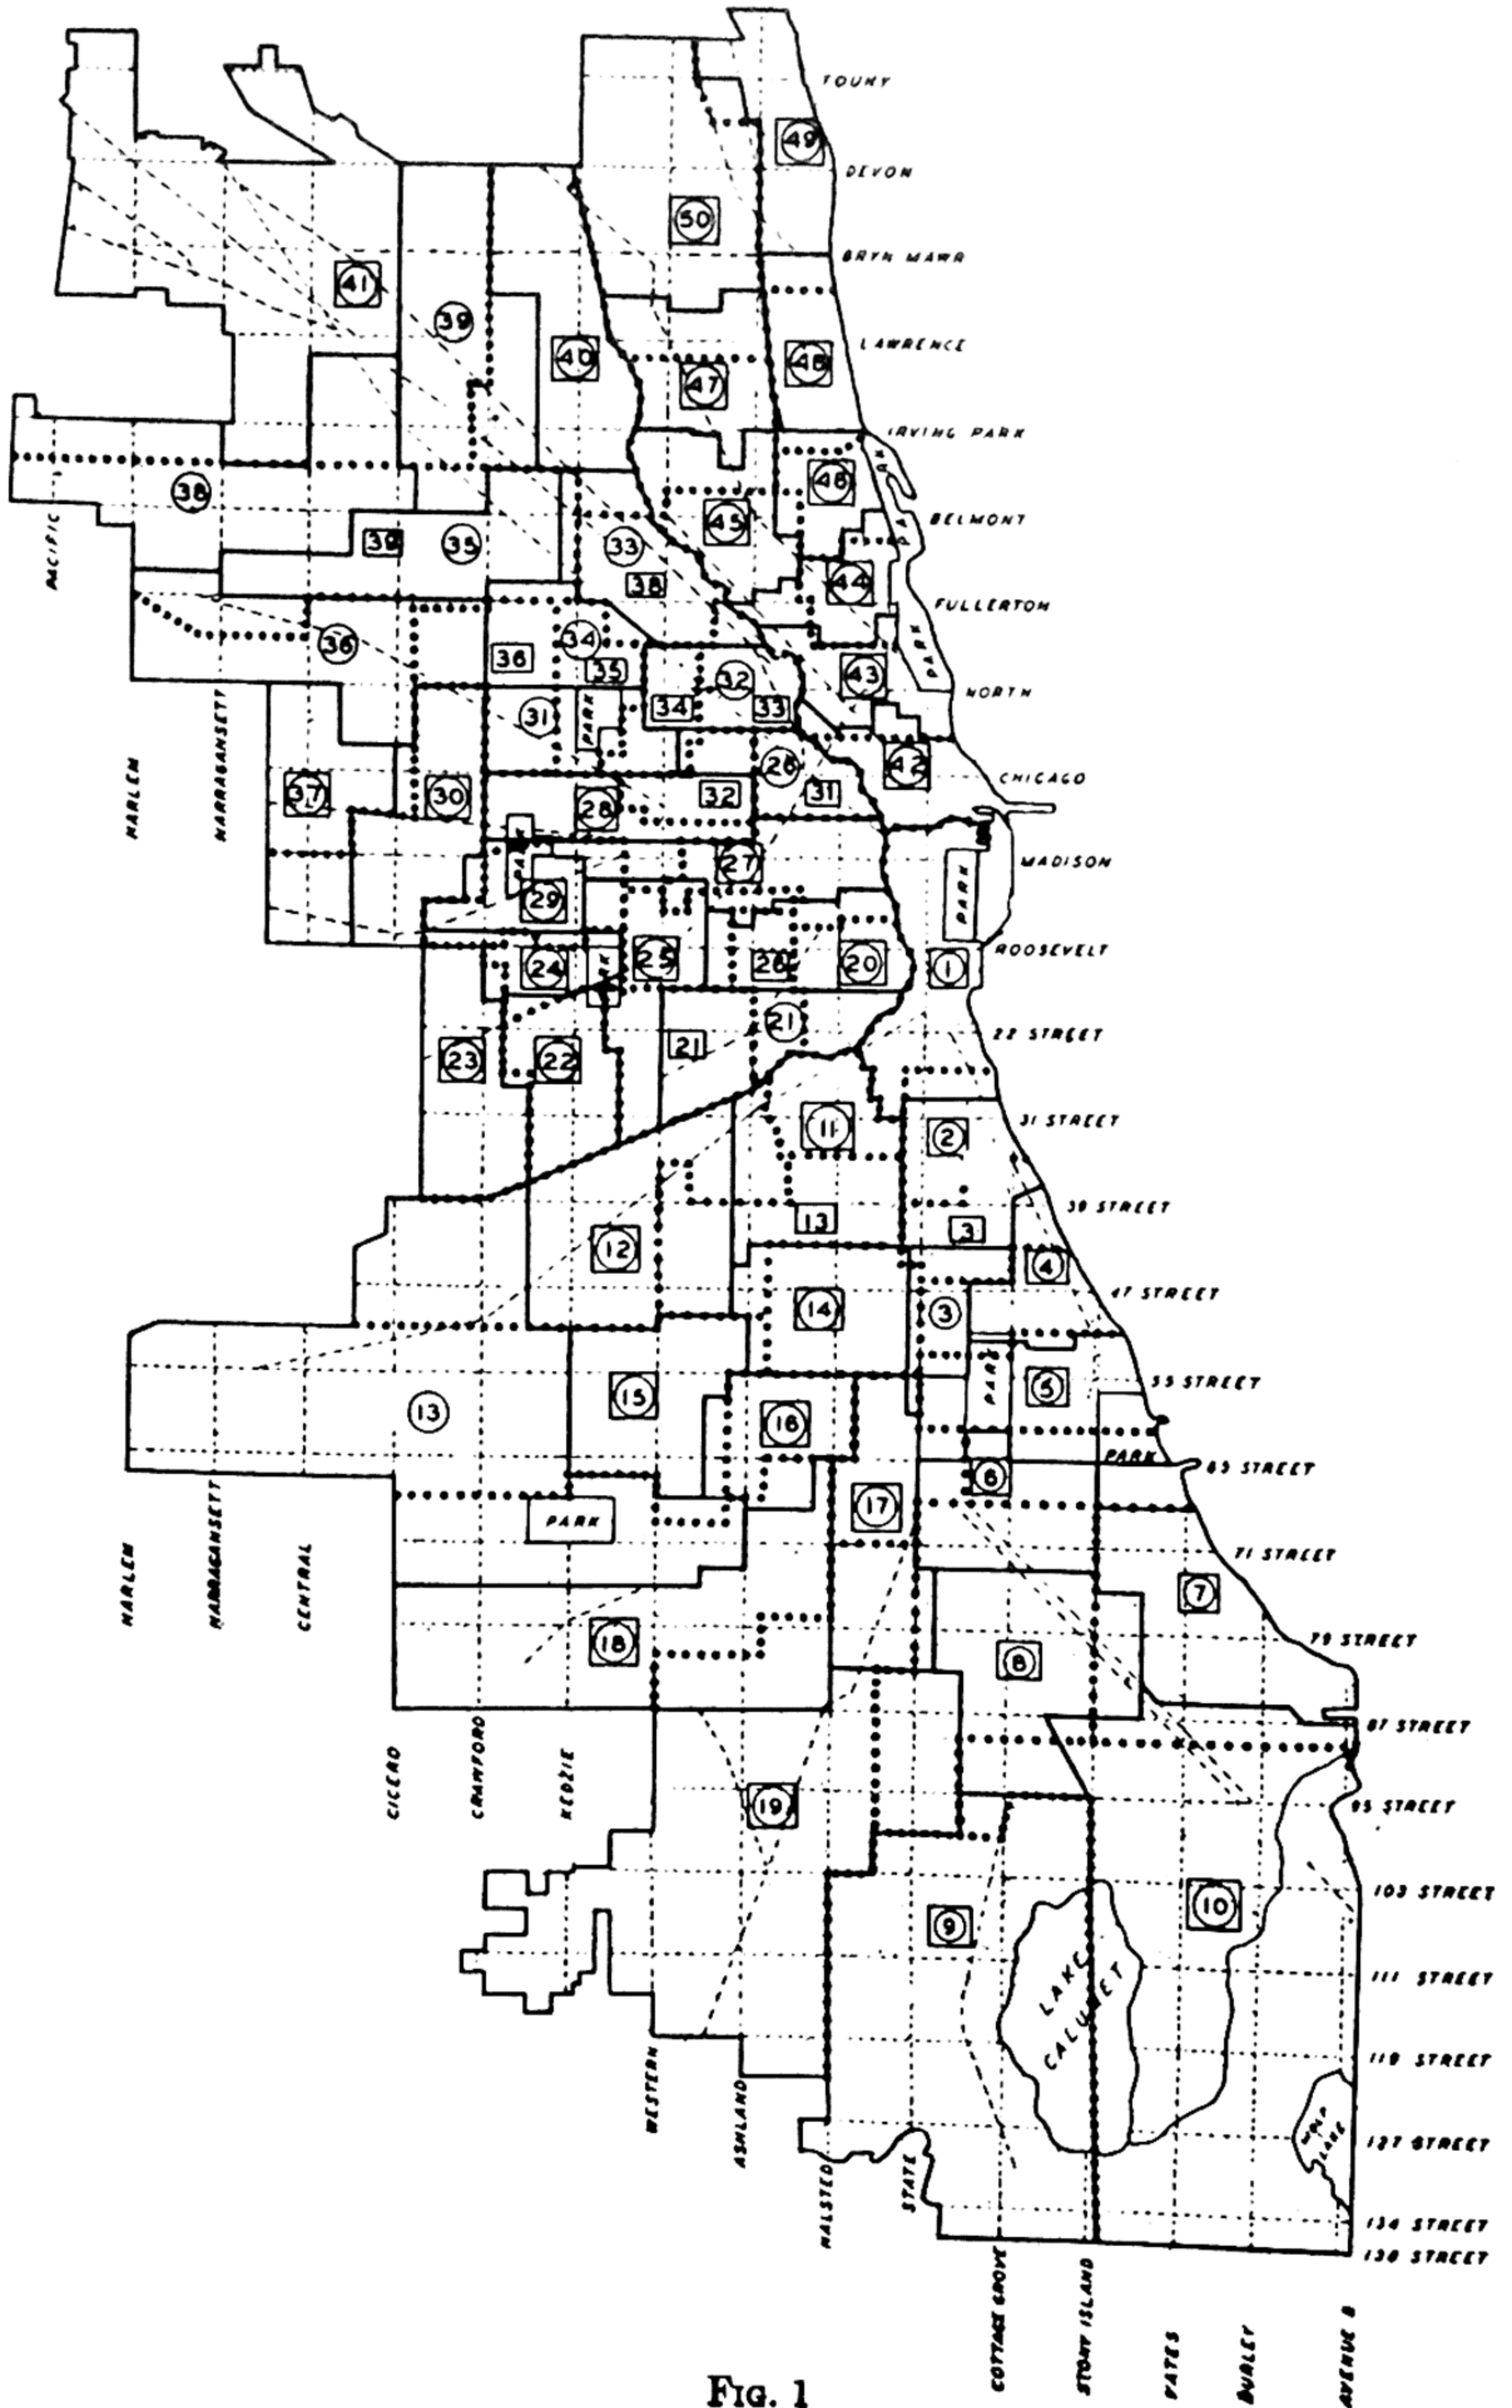 TOUHY
49
DEVON
50
BRYN MAWR
41
39
LAWRENCE
40
48
47
IRVING PARK
46
38
BELMONT
45
39
35
33
PACIFIC
38
44
FULLERTON
36
34
36
35
PARK
43
32
NORTH
34
33
31
PARK
NARRAGANSETT
HARLEM
42
26
CHICAGO
37
30
28
32
31
27
MADISON
PARK
29
PARK
ROOSEVELT
24
25
26
20
1
21
22 STREET
21
23
22
11
31 STREET
2
39 STREET
13
3
12
4
47 STREET
14
3
PARK
5
55 STREET
15
13
16
PARK
63 STREET
6
17
PARK
71 STREET
HARLEM
NARRAGANSETT
CENTRAL
7
79 STREET
18
8
87 STREET
CICERO
CRAWFORD
KEDZIE
19
95 STREET
103 STREET
10
9
LAKE
CALUMET
111 STREET
119 STREET
WESTERN
ASHLAND
WOLF
LAKE
127 STREET
HALSTED
STATE
134 STREET
138 STREET
COTTAGE GROVE
STONY ISLAND
YATES
BURLEY
AVENUE B
FIG. 1